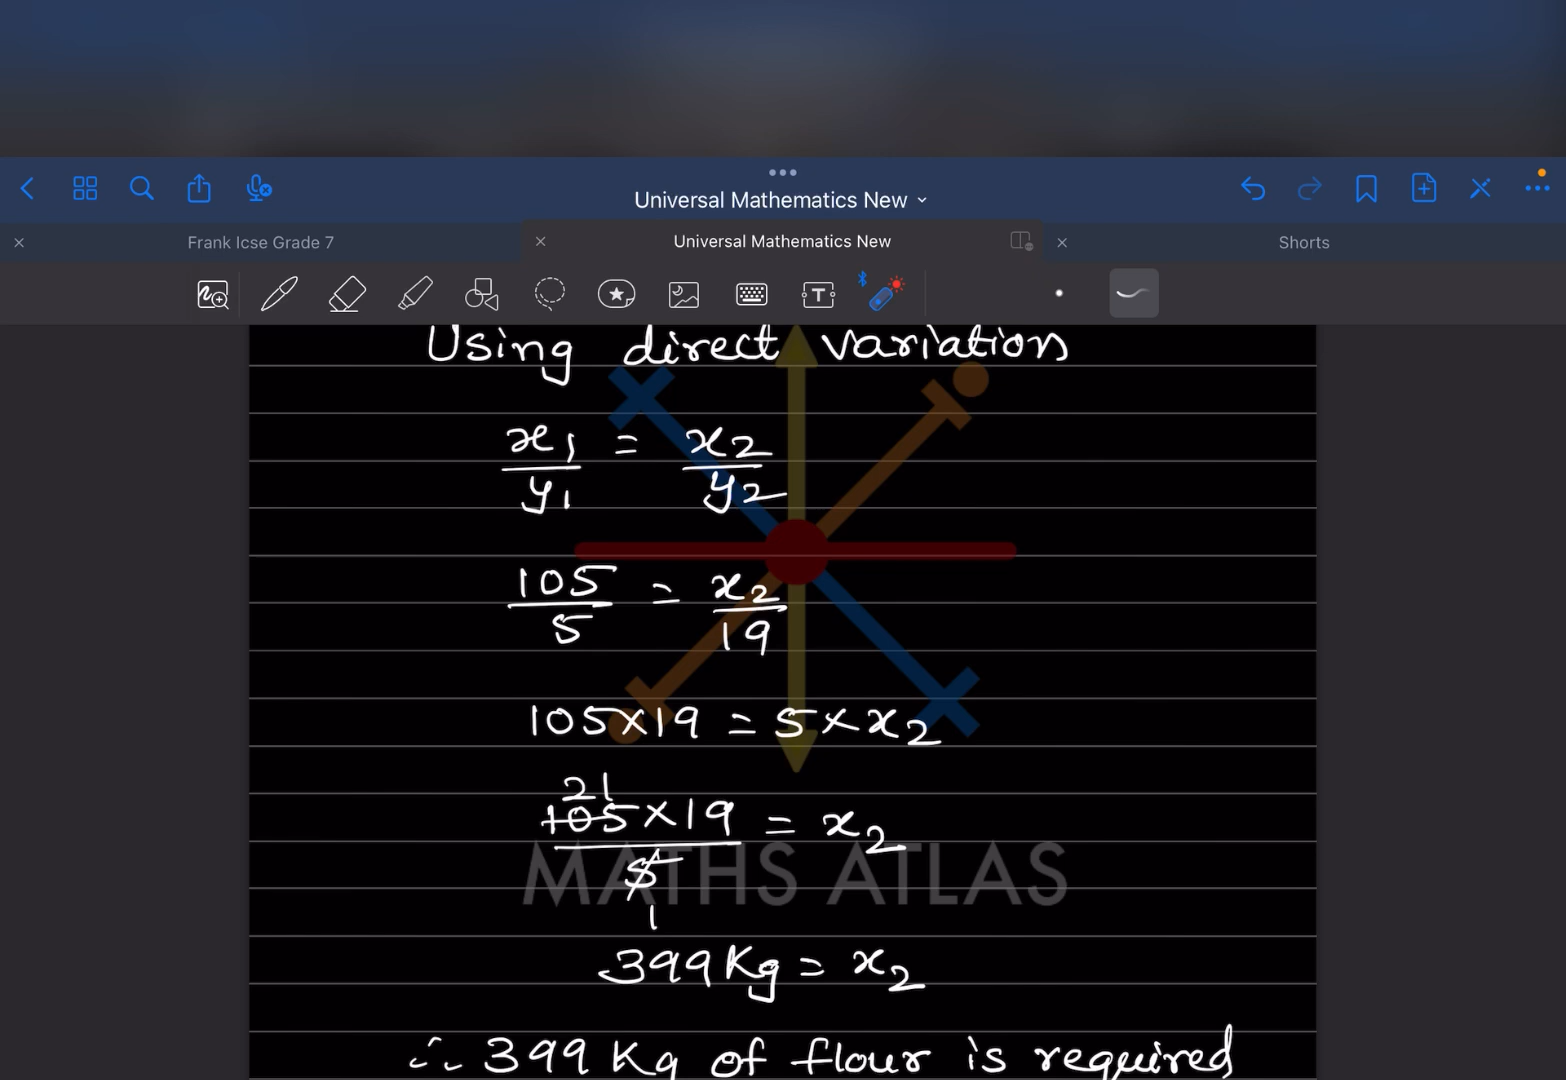 Universal Mathematics New
Frank Icse Grade 7
Universal Mathematics New
Shorts
Using direct variation
x₁/y₁ = x₂/y₂
105/5 = x₂/19
105×19 = 5×x₂
21
105×19/5 = x₂
1
MATHS ATLAS
399 Kg = x₂
∴ 399 Kg of flour is required